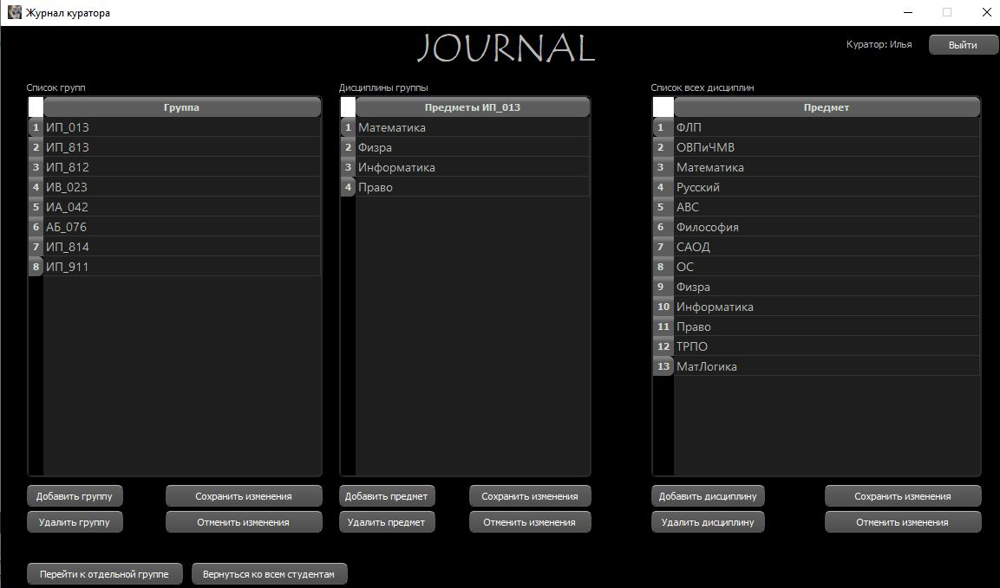 Журнал куратора
JOURNAL
Куратор: Илья
Выйти
Список групп
Группа
1 ИП_013
2 ИП_813
3 ИП_812
4 ИВ_023
5 ИА_042
6 АБ_076
7 ИП_814
8 ИП_911
Добавить группу
Сохранить изменения
Удалить группу
Отменить изменения
Дисциплины группы
Предметы ИП_013
1 Математика
2 Физра
3 Информатика
4 Право
Добавить предмет
Сохранить изменения
Удалить предмет
Отменить изменения
Список всех дисциплин
Предмет
1 ФЛП
2 ОВПиЧМВ
3 Математика
4 Русский
5 АВС
6 Философия
7 САОД
8 ОС
9 Физра
10 Информатика
11 Право
12 ТРПО
13 МатЛогика
Добавить дисциплину
Сохранить изменения
Удалить дисциплину
Отменить изменения
Перейти к отдельной группе
Вернуться ко всем студентам